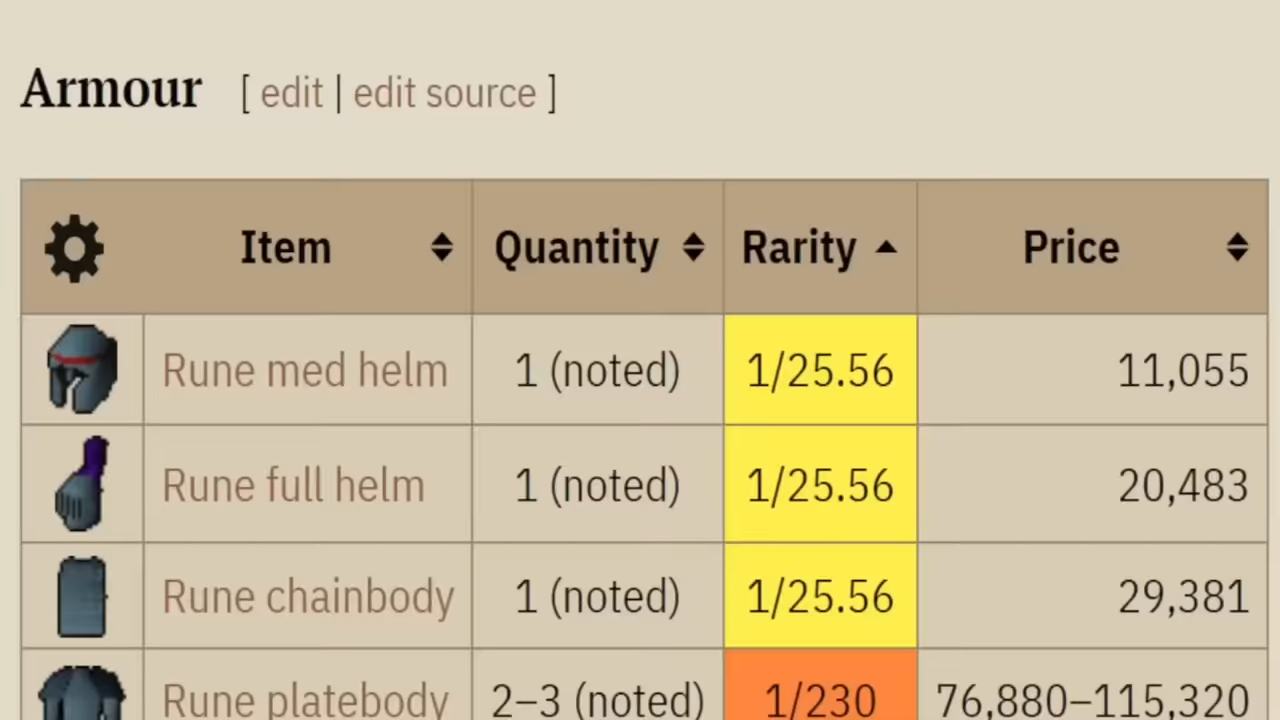 Armour [ edit | edit source ]
Item Quantity Rarity Price
Rune med helm 1 (noted) 1/25.56 11,055
Rune full helm 1 (noted) 1/25.56 20,483
Rune chainbody 1 (noted) 1/25.56 29,381
Rune platebody 2–3 (noted) 1/230 76,880–115,320